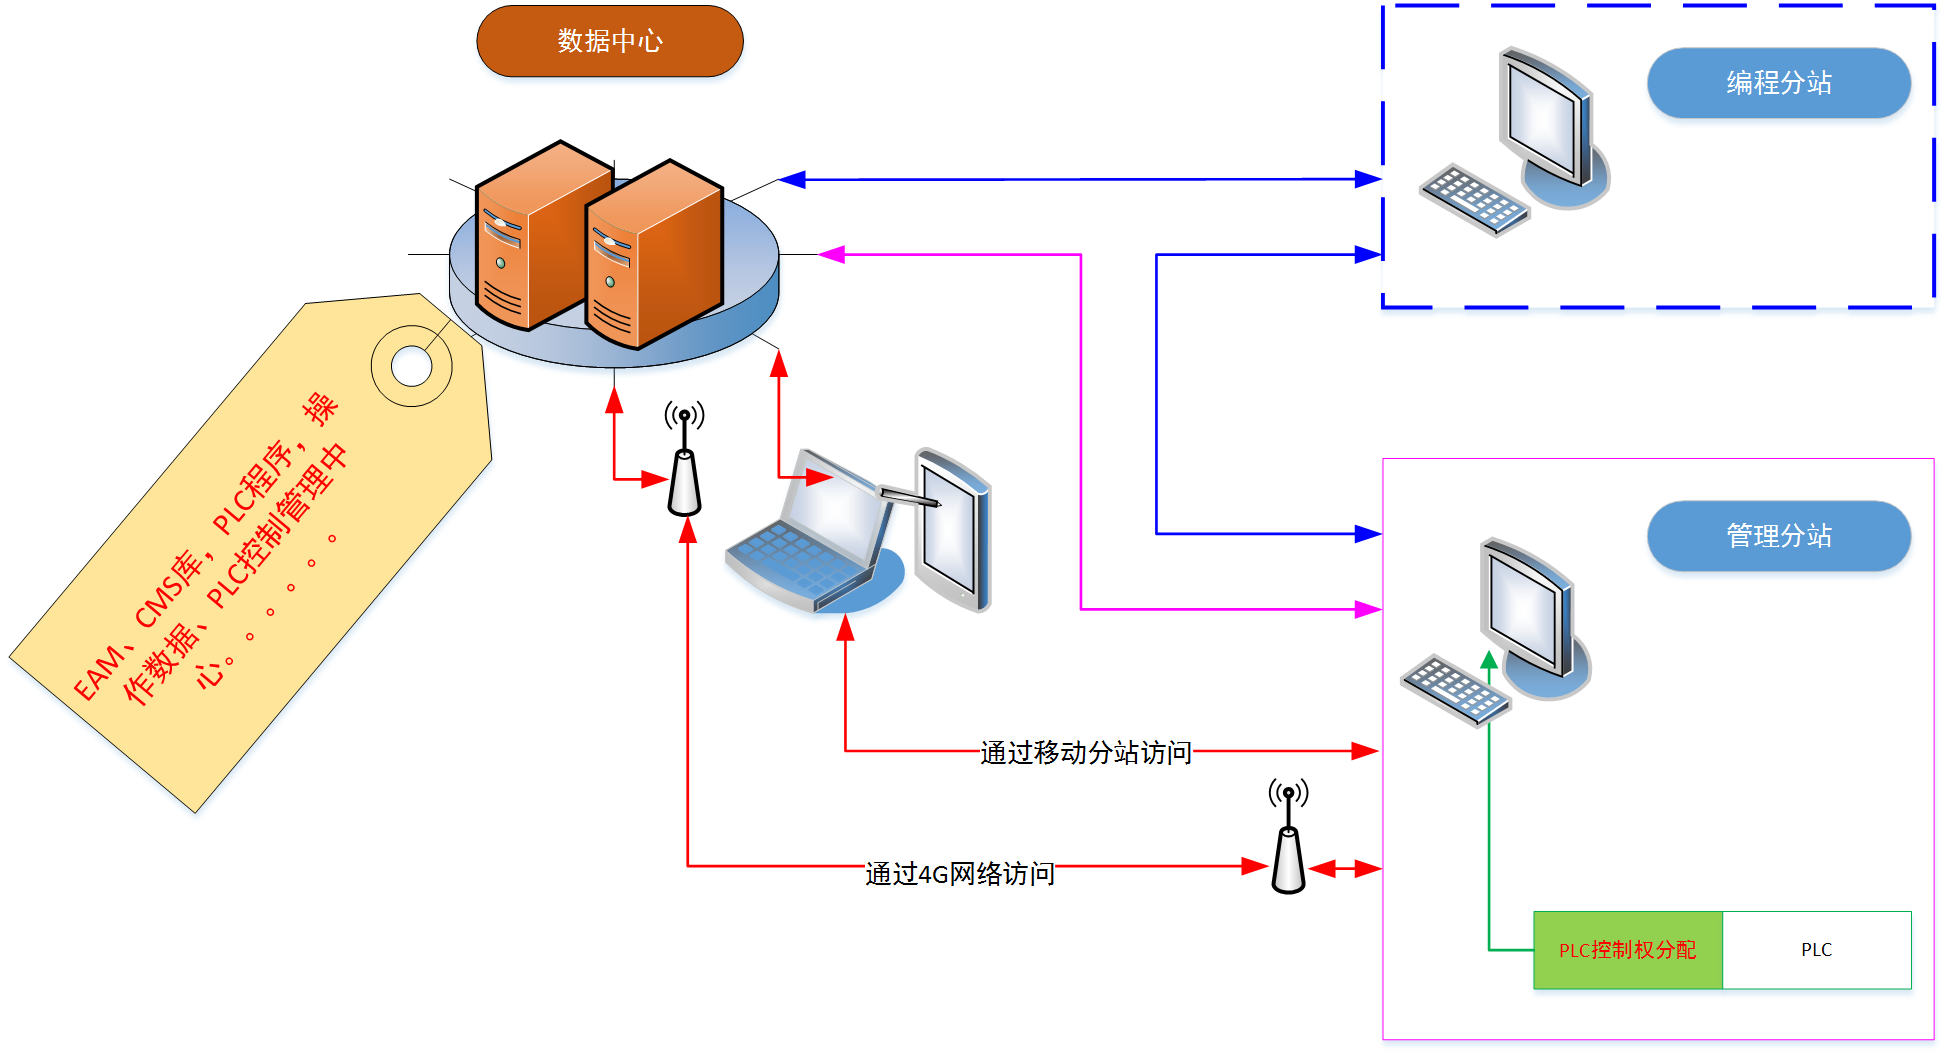 数据中心
编程分站
EAM、CMS库，PLC程序，操
作数据、PLC控制管理中
心。。。。。。
管理分站
通过移动分站访问
通过4G网络访问
PLC控制权分配
PLC